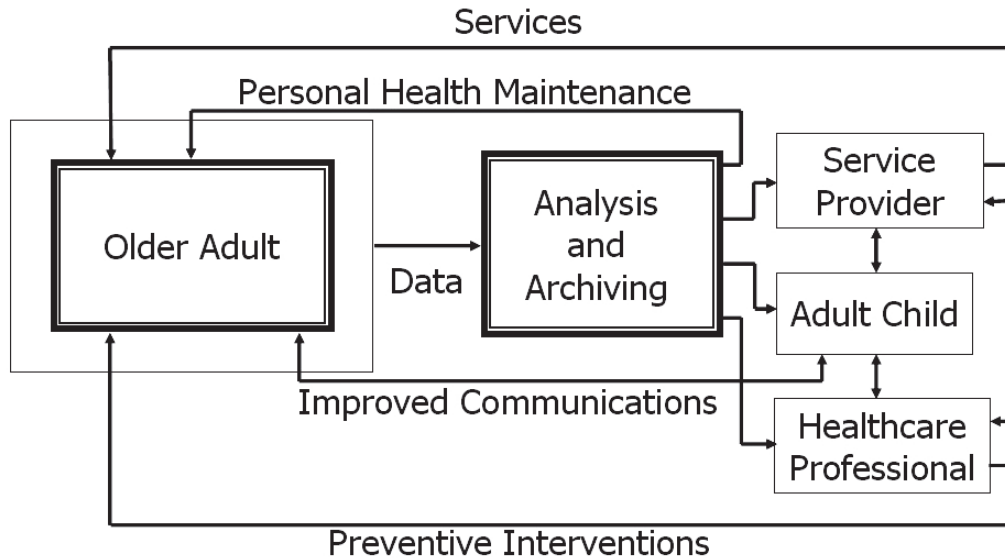 Services
Personal Health Maintenance
Older Adult
Data
Analysis
and
Archiving
Service
Provider
Adult Child
Improved Communications
Healthcare
Professional
Preventive Interventions